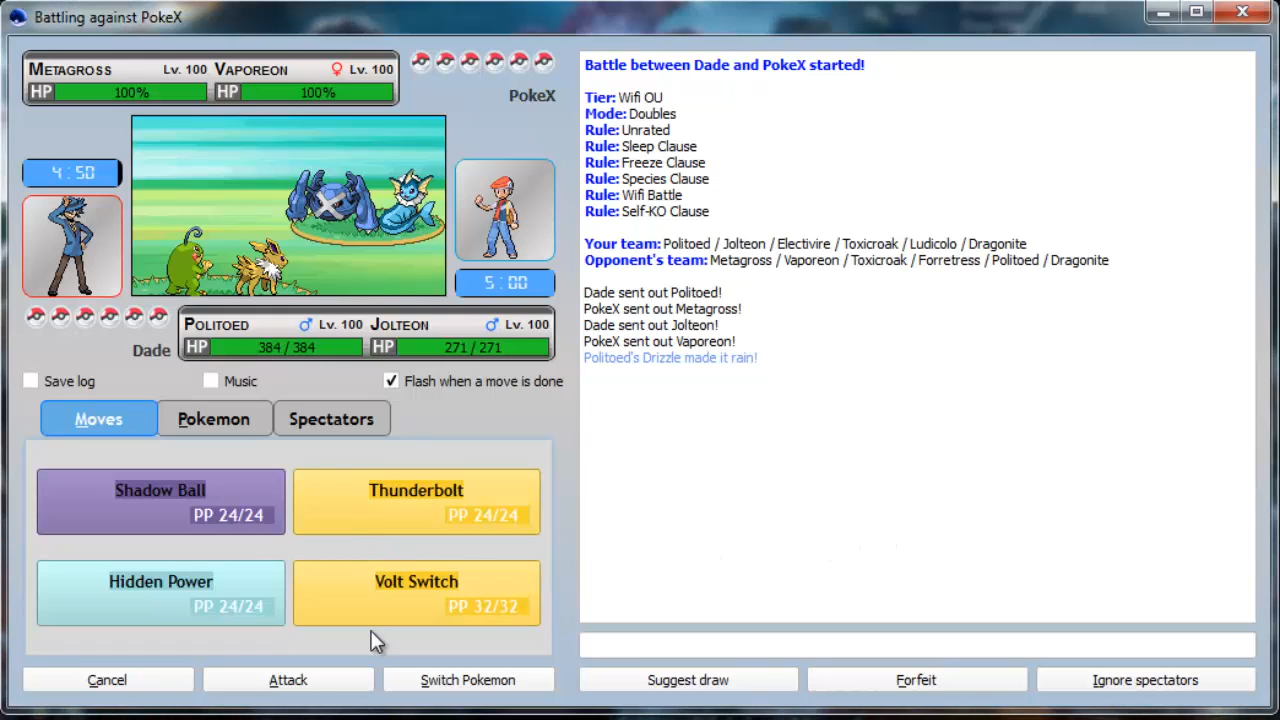 Battling against PokeX
METAGROSS Lv. 100 VAPOREON ♀ Lv. 100
HP 100% HP 100%
PokeX
4:50
5:00
POLITOED ♂ Lv. 100 JOLTEON ♂ Lv. 100
HP 384 / 384 HP 271 / 271
Dade
Save log Music Flash when a move is done
Moves Pokemon Spectators
Shadow Ball Thunderbolt
PP 24/24 PP 24/24
Hidden Power Volt Switch
PP 24/24 PP 32/32
Cancel Attack Switch Pokemon
Battle between Dade and PokeX started!
Tier: Wifi OU
Mode: Doubles
Rule: Unrated
Rule: Sleep Clause
Rule: Freeze Clause
Rule: Species Clause
Rule: Wifi Battle
Rule: Self-KO Clause
Your team: Politoed / Jolteon / Electivire / Toxicroak / Ludicolo / Dragonite
Opponent's team: Metagross / Vaporeon / Toxicroak / Forretress / Politoed / Dragonite
Dade sent out Politoed!
PokeX sent out Metagross!
Dade sent out Jolteon!
PokeX sent out Vaporeon!
Politoed's Drizzle made it rain!
Suggest draw Forfeit Ignore spectators